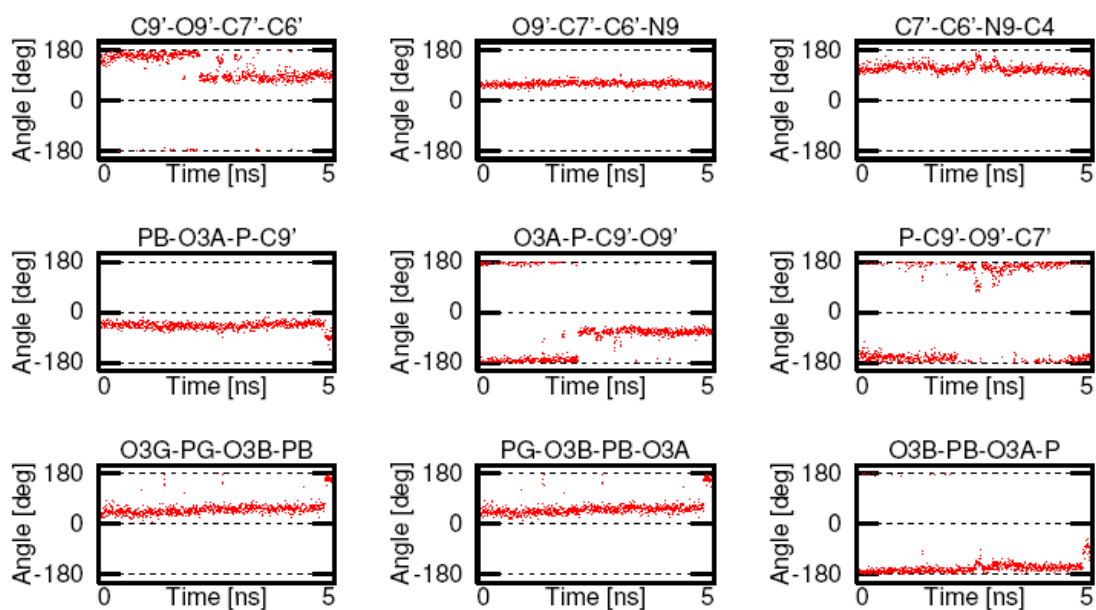 C9'-O9'-C7'-C6' O9'-C7'-C6'-N9 C7'-C6'-N9-C4
Angle [deg] 180 0 -180 Angle [deg] 180 0 -180 Angle [deg] 180 0 -180
0 Time [ns] 5 0 Time [ns] 5 0 Time [ns] 5
PB-O3A-P-C9' O3A-P-C9'-O9' P-C9'-O9'-C7'
Angle [deg] 180 0 -180 Angle [deg] 180 0 -180 Angle [deg] 180 0 -180
0 Time [ns] 5 0 Time [ns] 5 0 Time [ns] 5
O3G-PG-O3B-PB PG-O3B-PB-O3A O3B-PB-O3A-P
Angle [deg] 180 0 -180 Angle [deg] 180 0 -180 Angle [deg] 180 0 -180
0 Time [ns] 5 0 Time [ns] 5 0 Time [ns] 5